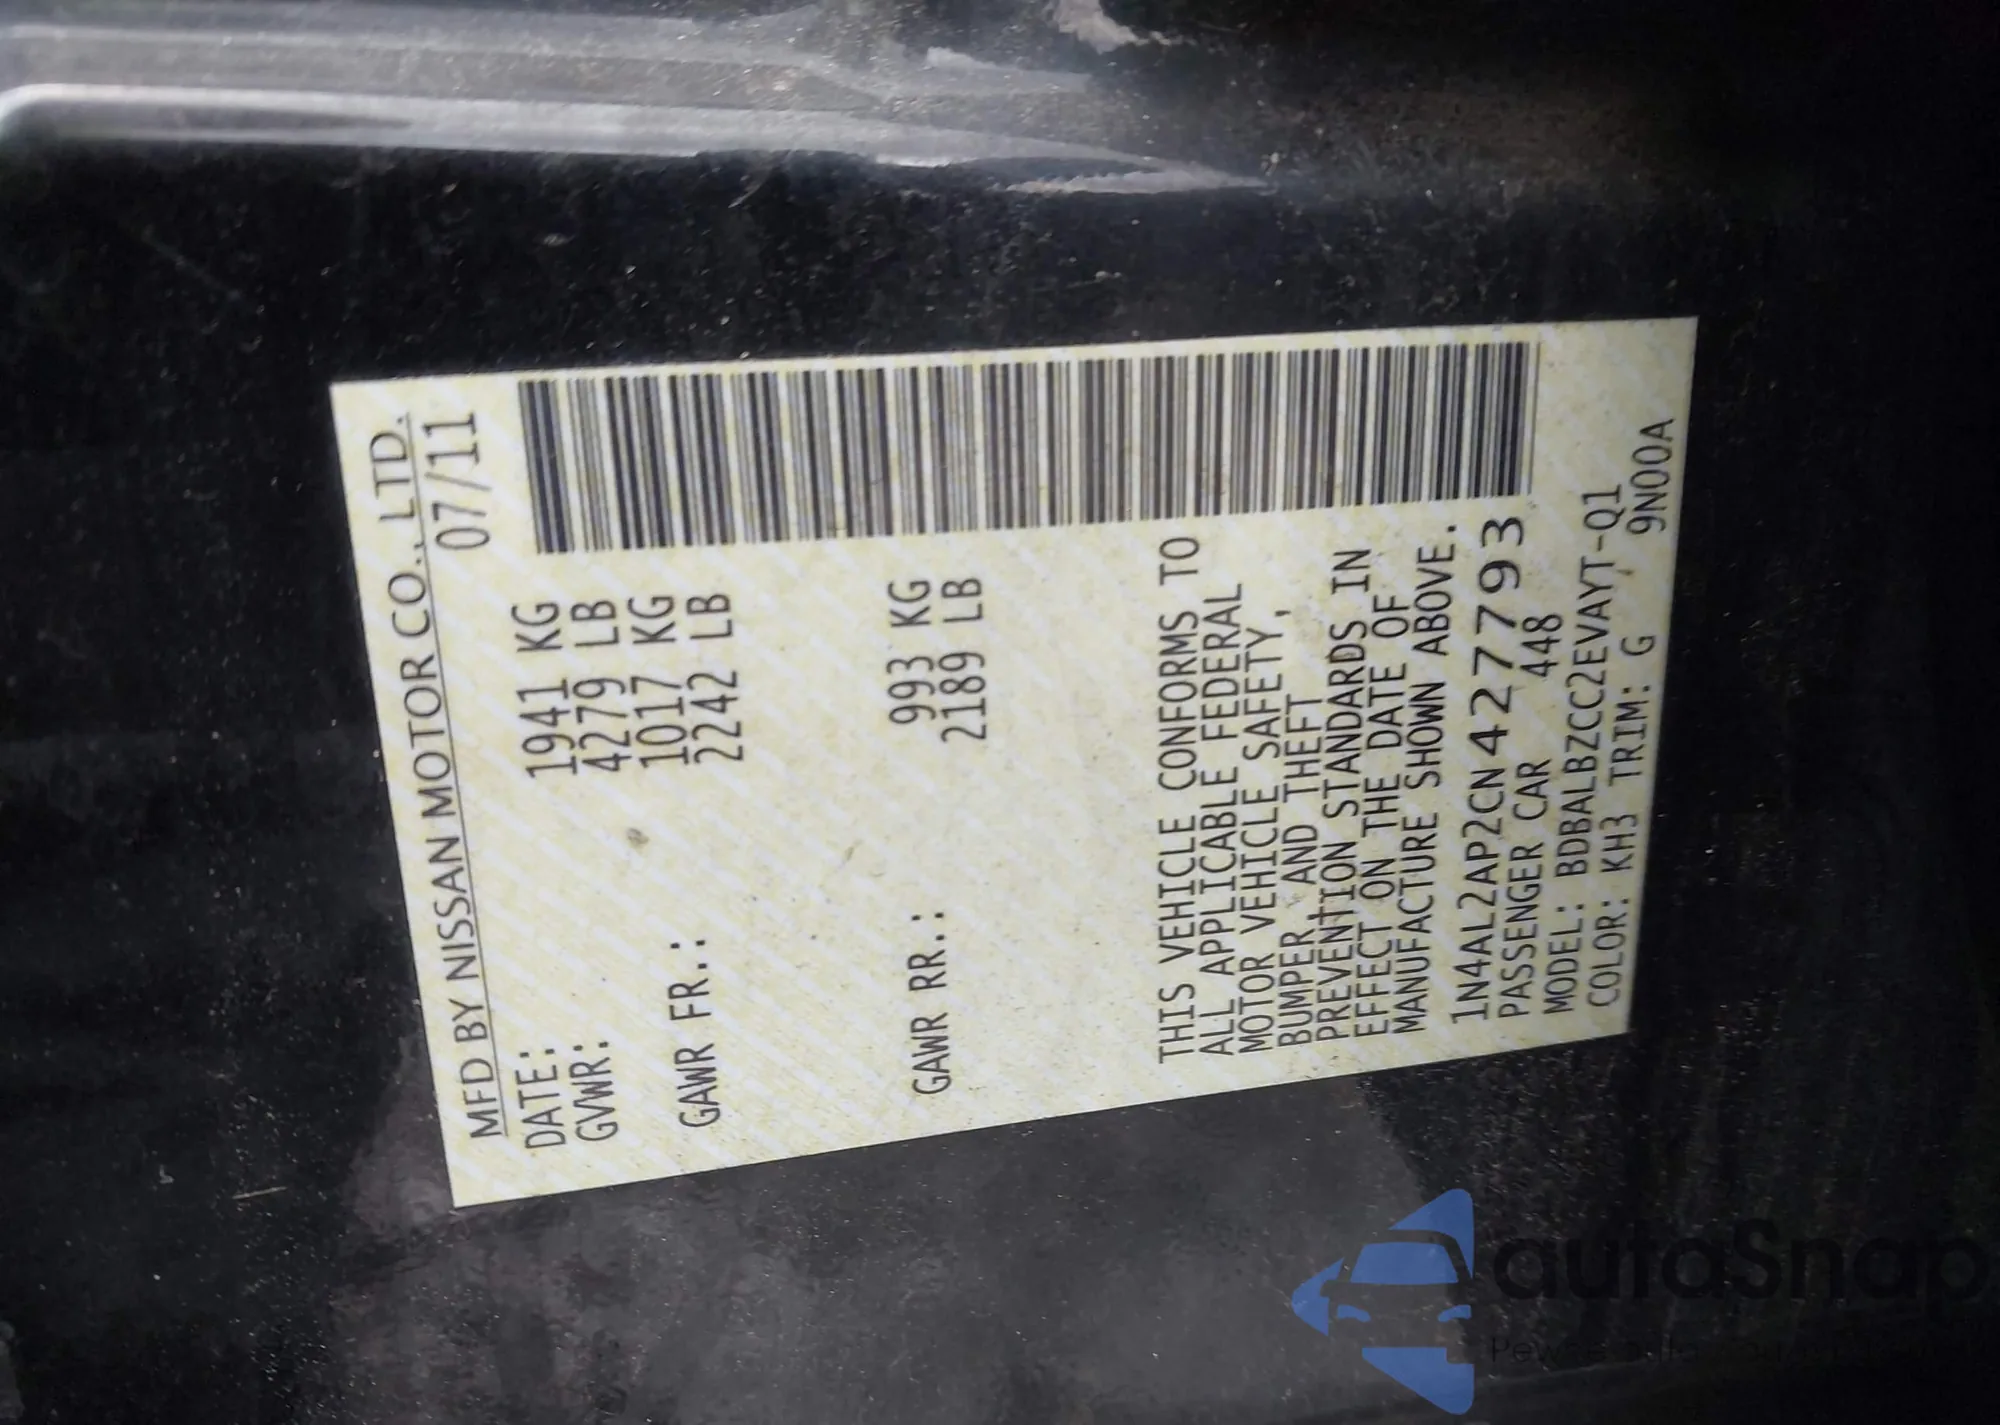 MFD BY NISSAN MOTOR CO., LTD.
DATE: 07/11
GVWR: 1941 KG
4279 LB
GAWR FR.: 1017 KG
2242 LB
GAWR RR.: 993 KG
2189 LB
THIS VEHICLE CONFORMS TO
ALL APPLICABLE FEDERAL
MOTOR VEHICLE SAFETY,
BUMPER, AND THEFT
PREVENTION STANDARDS IN
EFFECT ON THE DATE OF
MANUFACTURE SHOWN ABOVE.
1N4AL2AP2CN427793
PASSENGER CAR 448
MODEL: BDBALBZCC2EVAYT-Q1
COLOR: KH3 TRIM: G 9N00A
autoSnap